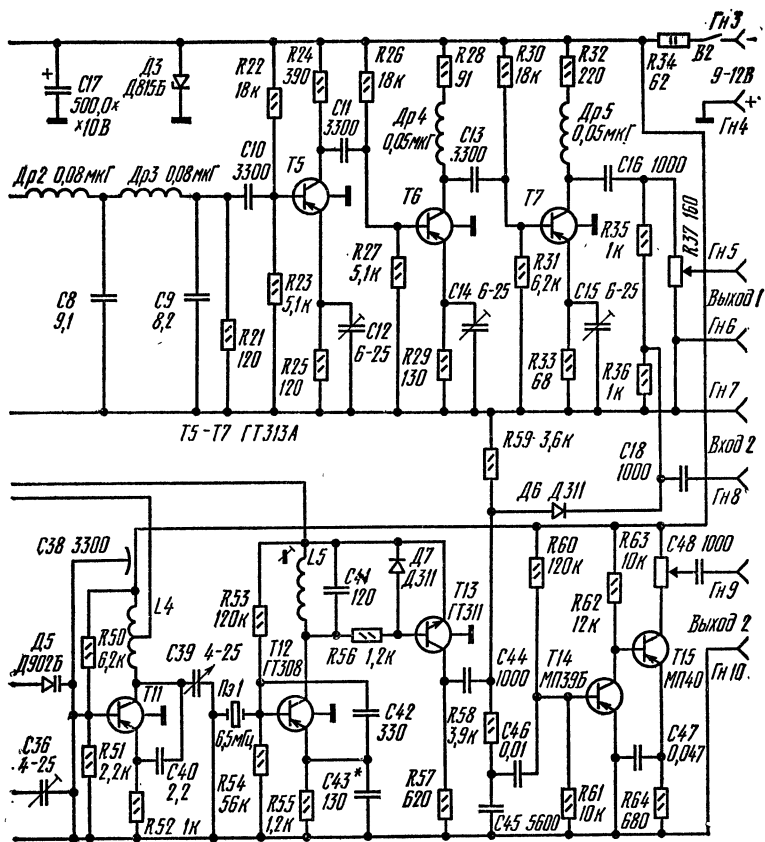 Гн3
В2
R34
62
9-12В
Гн4
С17
500,0×
×10В
Д3
Д815Б
R22
18к
R24
390
С11
3300
R26
18к
R28
91
Др4
0,05мкГ
С13
3300
R30
18к
R32
220
Др5
0,05мкГ
С16 1000
Др2 0,08мкГ
Др3 0,08мкГ
С10
3300
Т5
Т6
Т7
R35
1к
R37 160
Гн5
Выход 1
Гн6
С8
9,1
С9
8,2
R21
120
R23
5,1к
R25
120
С12
6-25
R27
5,1к
R29
130
С14 6-25
R31
6,2к
R33
68
С15 6-25
R36
1к
Гн7
Т5-Т7 ГТ313А
R59 3,6к
С18
1000
Вход 2
Гн8
Д6 Д311
С38 3300
L4
R50
6,2к
Д5
Д902Б
С39 4-25
Т11
Пэ1
6,5мГц
С36
4-25
R51
2,2к
С40
2,2
R52 1к
R53
120к
L5
С41
120
Д7
Д311
Т13
ГТ311
R56 1,2к
Т12
ГТ308
С42
330
R54
56к
R55
1,2к
С43*
130
R57
620
С44
1000
R58
3,9к
С46
0,01
С45 5600
R60
120к
R62
12к
R63
10к
С48 1000
Гн9
Выход 2
Гн10
Т14
МП39Б
Т15
МП40
С47
0,047
R61
10к
R64
680